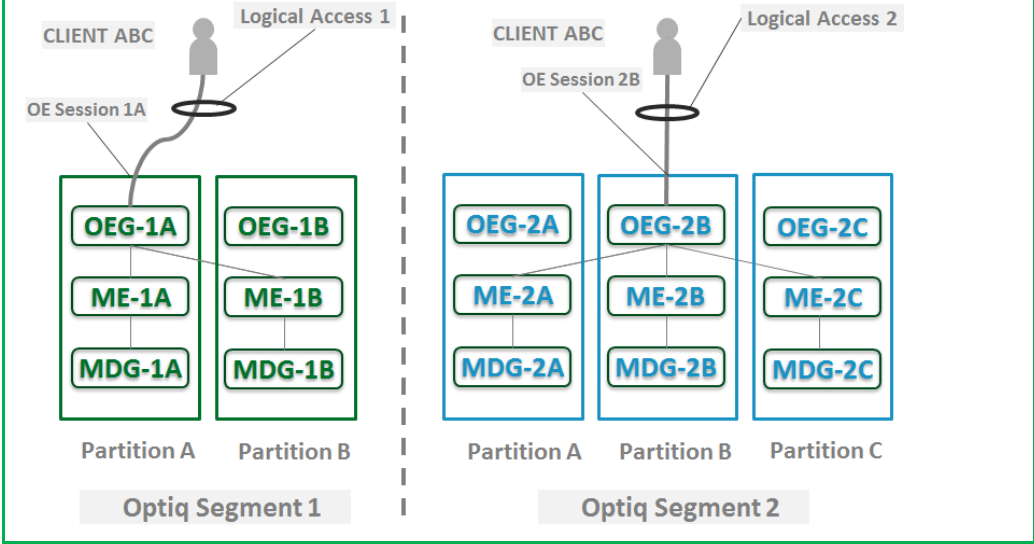 Logical Access 1
CLIENT ABC
OE Session 1A
OEG-1A
OEG-1B
ME-1A
ME-1B
MDG-1A
MDG-1B
Partition A
Partition B
Optiq Segment 1
Logical Access 2
CLIENT ABC
OE Session 2B
OEG-2A
OEG-2B
OEG-2C
ME-2A
ME-2B
ME-2C
MDG-2A
MDG-2B
MDG-2C
Partition A
Partition B
Partition C
Optiq Segment 2